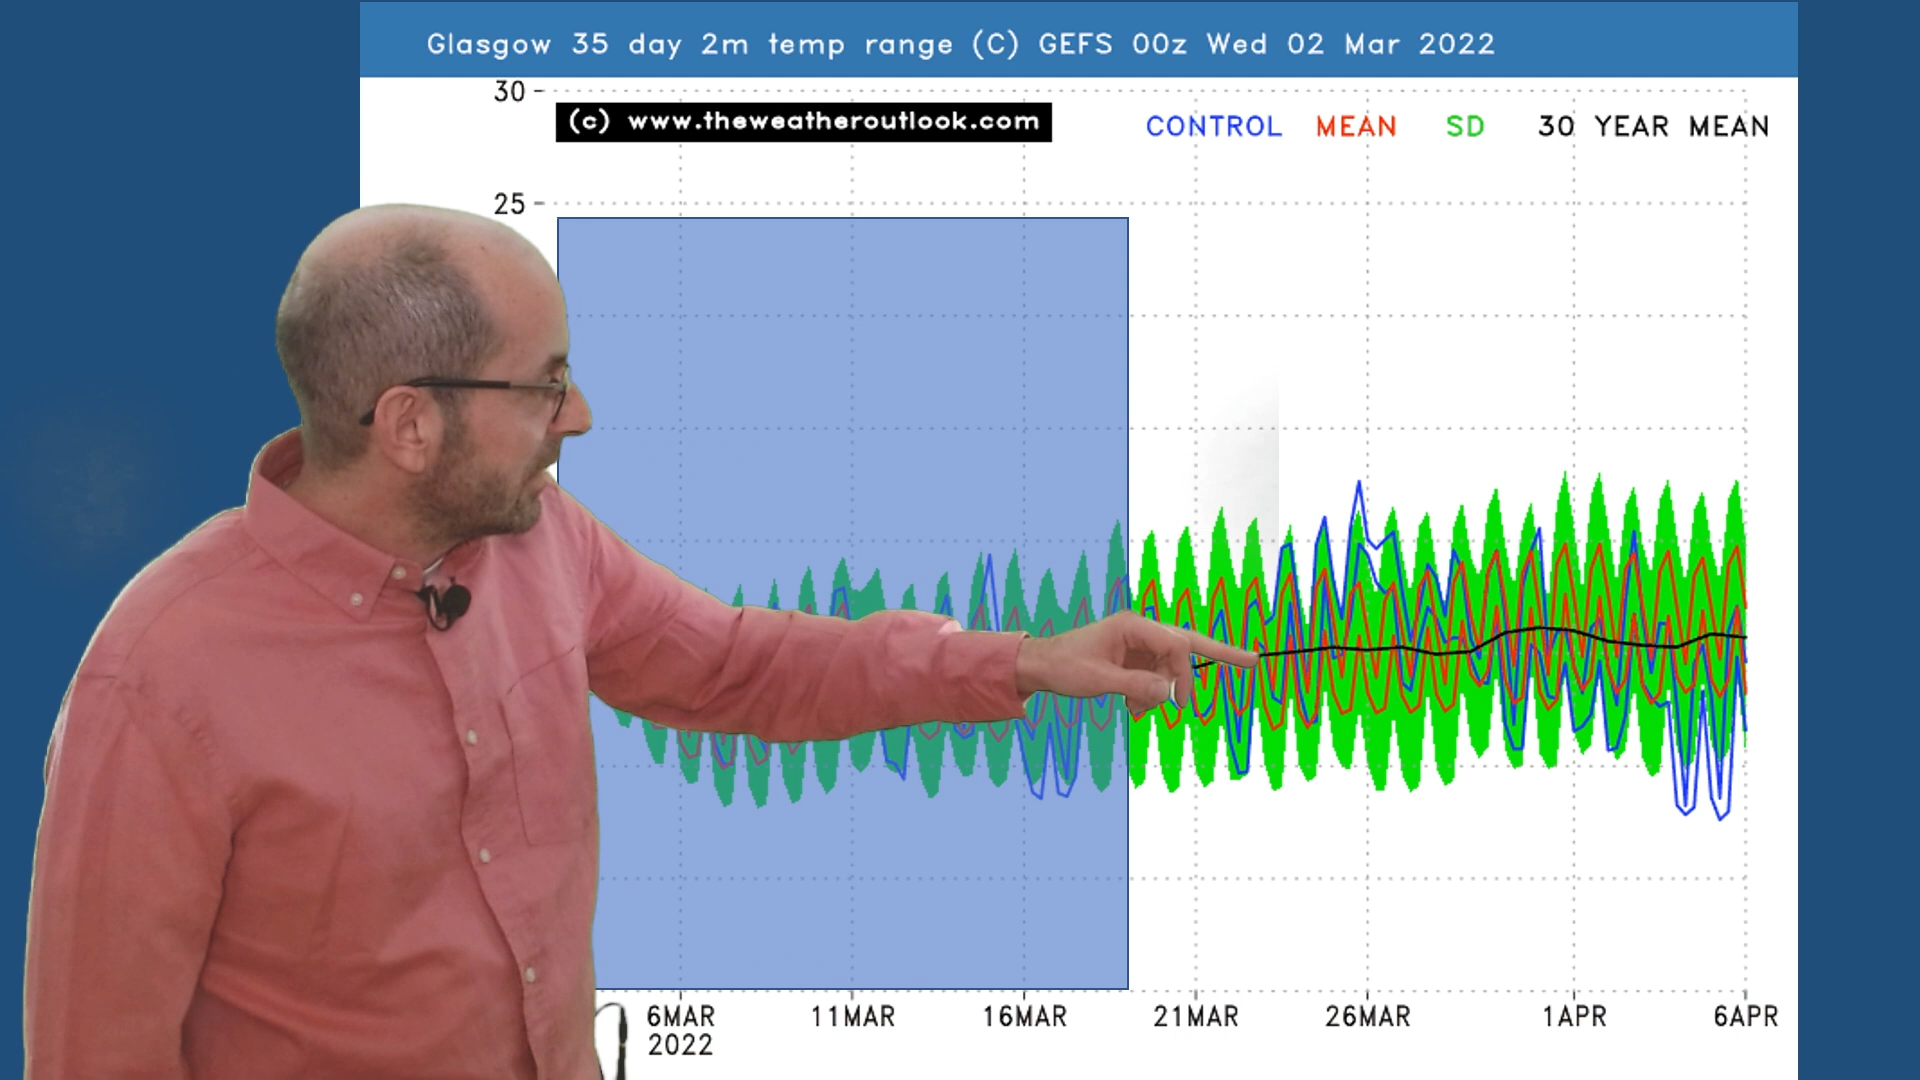 Glasgow 35 day 2m temp range (C) GEFS 00z Wed 02 Mar 2022
30
(c) www.theweatheroutlook.com
CONTROL MEAN SD 30 YEAR MEAN
25
6MAR 11MAR 16MAR 21MAR 26MAR 1APR 6APR
2022